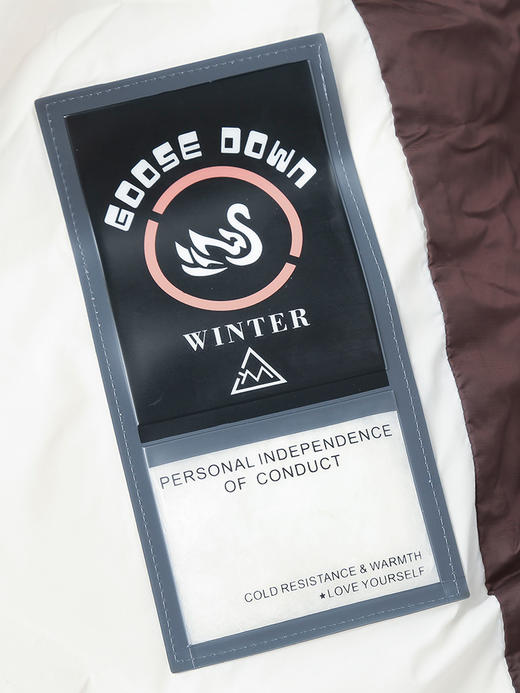 GOOSE DOWN
WINTER
PERSONAL INDEPENDENCE
OF CONDUCT
COLD RESISTANCE & WARMTH
★LOVE YOURSELF